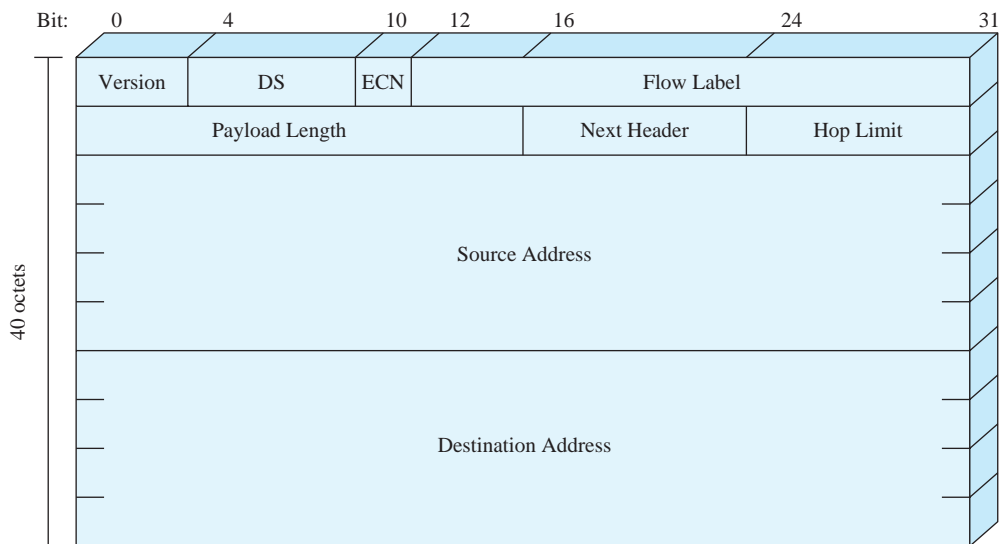 Bit: 0 4 10 12 16 24 31
Version DS ECN Flow Label
Payload Length Next Header Hop Limit
Source Address
40 octets
Destination Address